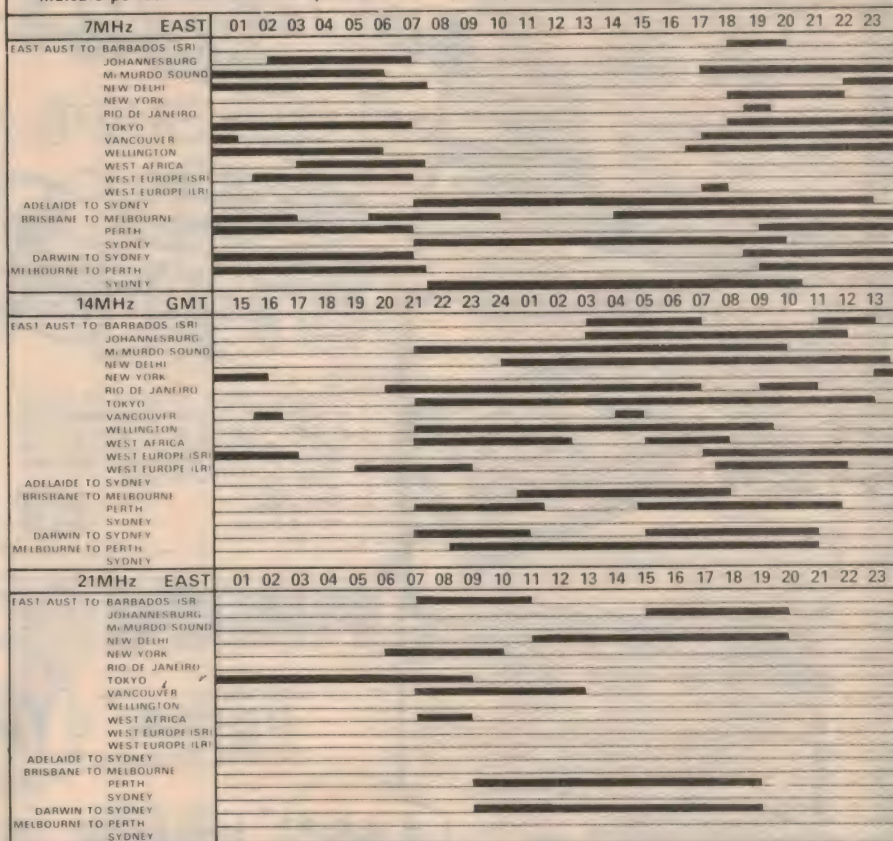 7MHz EAST 01 02 03 04 05 06 07 08 09 10 11 12 13 14 15 16 17 18 19 20 21 22 23
EAST AUST TO BARBADOS (SR)
JOHANNESBURG
McMURDO SOUND
NEW DELHI
NEW YORK
RIO DE JANEIRO
TOKYO
VANCOUVER
WELLINGTON
WEST AFRICA
WEST EUROPE (SR)
WEST EUROPE (LR)
ADELAIDE TO SYDNEY
BRISBANE TO MELBOURNE
PERTH
SYDNEY
DARWIN TO SYDNEY
MELBOURNE TO PERTH
SYDNEY
14MHz GMT 15 16 17 18 19 20 21 22 23 24 01 02 03 04 05 06 07 08 09 10 11 12 13
EAST AUST TO BARBADOS (SR)
JOHANNESBURG
McMURDO SOUND
NEW DELHI
NEW YORK
RIO DE JANEIRO
TOKYO
VANCOUVER
WELLINGTON
WEST AFRICA
WEST EUROPE (SR)
WEST EUROPE (LR)
ADELAIDE TO SYDNEY
BRISBANE TO MELBOURNE
PERTH
SYDNEY
DARWIN TO SYDNEY
MELBOURNE TO PERTH
SYDNEY
21MHz EAST 01 02 03 04 05 06 07 08 09 10 11 12 13 14 15 16 17 18 19 20 21 22 23
EAST AUST TO BARBADOS (SR
JOHANNESBURG
McMURDO SOUND
NEW DELHI
NEW YORK
RIO DE JANEIRO
TOKYO
VANCOUVER
WELLINGTON
WEST AFRICA
WEST EUROPE (SR)
WEST EUROPE (LR)
ADELAIDE TO SYDNEY
BRISBANE TO MELBOURNE
PERTH
SYDNEY
DARWIN TO SYDNEY
MELBOURNE TO PERTH
SYDNEY